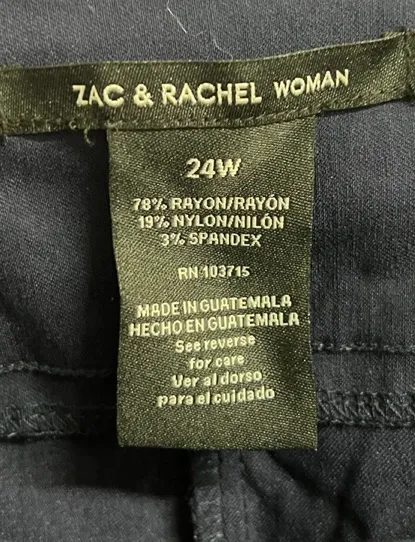 ZAC & RACHEL WOMAN
24W
78% RAYON/RAYÓN
19% NYLON/NILÓN
3% SPANDEX
RN 103715
MADE IN GUATEMALA
HECHO EN GUATEMALA
See reverse
for care
Ver al dorso
para el cuidado